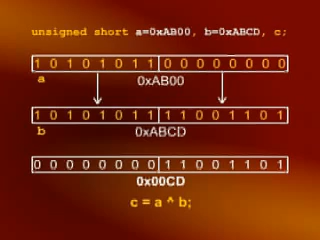 unsigned short a=0xAB00, b=0xABCD, c;
1 0 1 0 1 0 1 1 0 0 0 0 0 0 0 0
a 0xAB00
1 0 1 0 1 0 1 1 1 1 0 0 1 1 0 1
b 0xABCD
0 0 0 0 0 0 0 0 1 1 0 0 1 1 0 1
0x00CD
c = a ^ b;